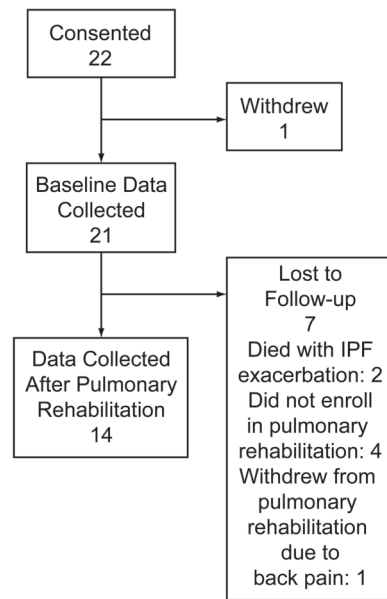 Consented
22
Withdrew
1
Baseline Data
Collected
21
Lost to
Follow-up
7
Died with IPF
exacerbation: 2
Did not enroll
in pulmonary
rehabilitation: 4
Withdrew from
pulmonary
rehabilitation
due to
back pain: 1
Data Collected
After Pulmonary
Rehabilitation
14